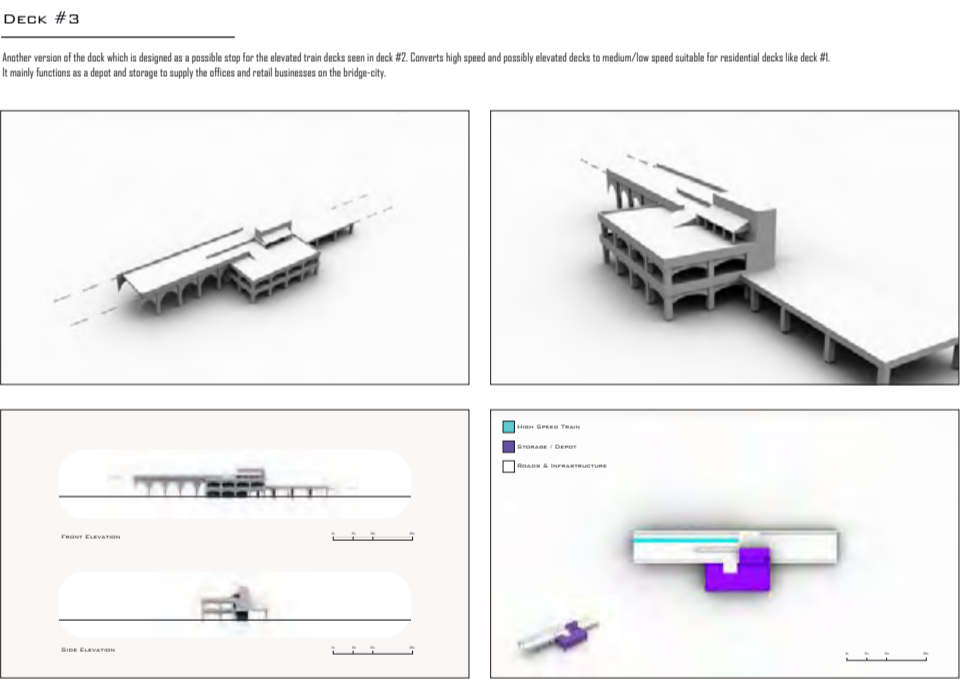 Deck #3
Another version of the dock which is designed as a possible stop for the elevated train decks seen in deck #2. Converts high speed and possibly elevated decks to medium/low speed suitable for residential decks like deck #1.
It mainly functions as a depot and storage to supply the offices and retail businesses on the bridge-city.
High Speed Train
Storage / Depot
Roads & Infrastructure
Front Elevation
Side Elevation